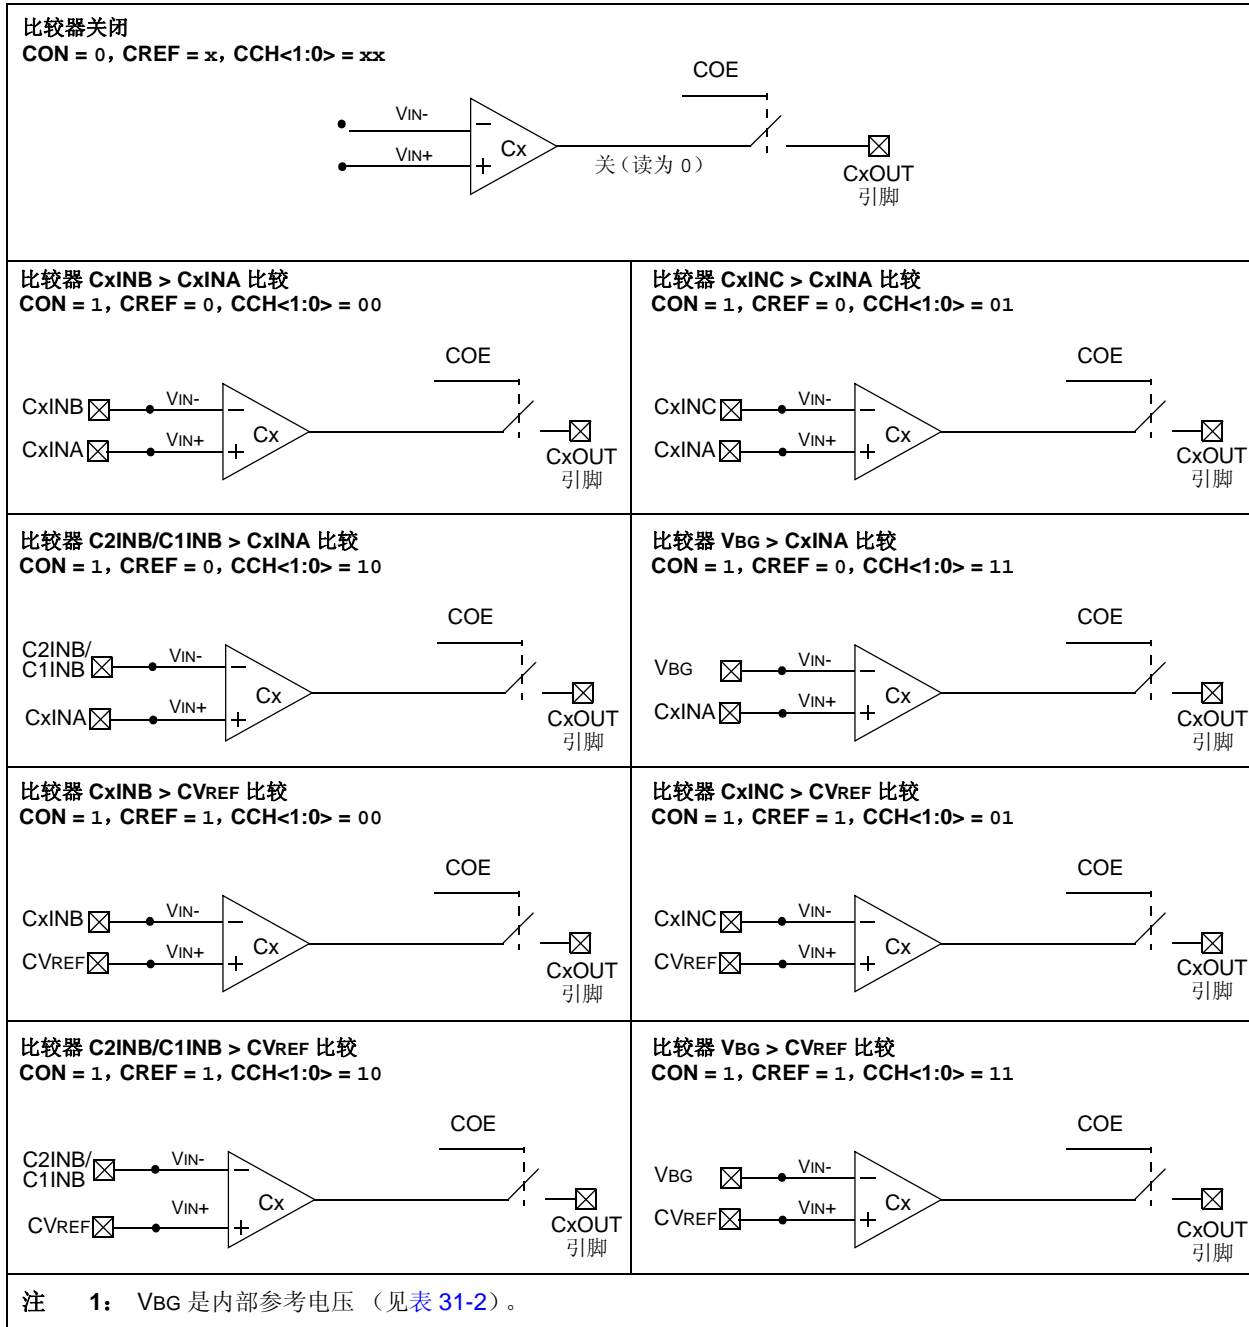 比较器关闭
CON = 0，CREF = x，CCH<1:0> = xx
COE
VIN-
VIN+
Cx
关（读为 0）
CxOUT
引脚
比较器 CxINB > CxINA 比较
CON = 1，CREF = 0，CCH<1:0> = 00
COE
CxINB
VIN-
CxINA
VIN+
Cx
CxOUT
引脚
比较器 CxINC > CxINA 比较
CON = 1，CREF = 0，CCH<1:0> = 01
COE
CxINC
VIN-
CxINA
VIN+
Cx
CxOUT
引脚
比较器 C2INB/C1INB > CxINA 比较
CON = 1，CREF = 0，CCH<1:0> = 10
COE
C2INB/
C1INB
VIN-
CxINA
VIN+
Cx
CxOUT
引脚
比较器 VBG > CxINA 比较
CON = 1，CREF = 0，CCH<1:0> = 11
COE
VBG
VIN-
CxINA
VIN+
Cx
CxOUT
引脚
比较器 CxINB > CVREF 比较
CON = 1，CREF = 1，CCH<1:0> = 00
COE
CxINB
VIN-
CVREF
VIN+
Cx
CxOUT
引脚
比较器 CxINC > CVREF 比较
CON = 1，CREF = 1，CCH<1:0> = 01
COE
CxINC
VIN-
CVREF
VIN+
Cx
CxOUT
引脚
比较器 C2INB/C1INB > CVREF 比较
CON = 1，CREF = 1，CCH<1:0> = 10
COE
C2INB/
C1INB
VIN-
CVREF
VIN+
Cx
CxOUT
引脚
比较器 VBG > CVREF 比较
CON = 1，CREF = 1，CCH<1:0> = 11
COE
VBG
VIN-
CVREF
VIN+
Cx
CxOUT
引脚
注 1： VBG 是内部参考电压 （见表 31-2）。